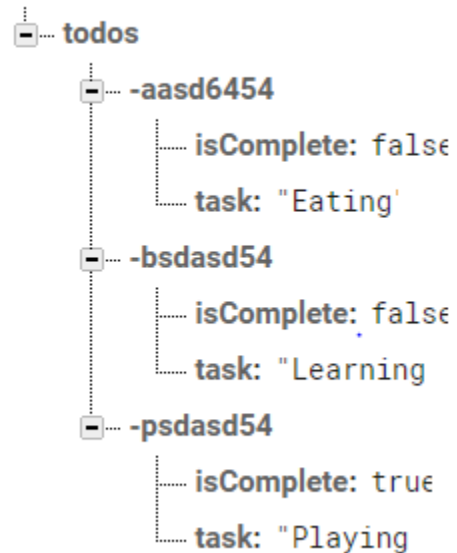 todos
-aasd6454
isComplete: false
task: "Eating"
-bsdasd54
isComplete: false
task: "Learning
-psdasd54
isComplete: true
task: "Playing